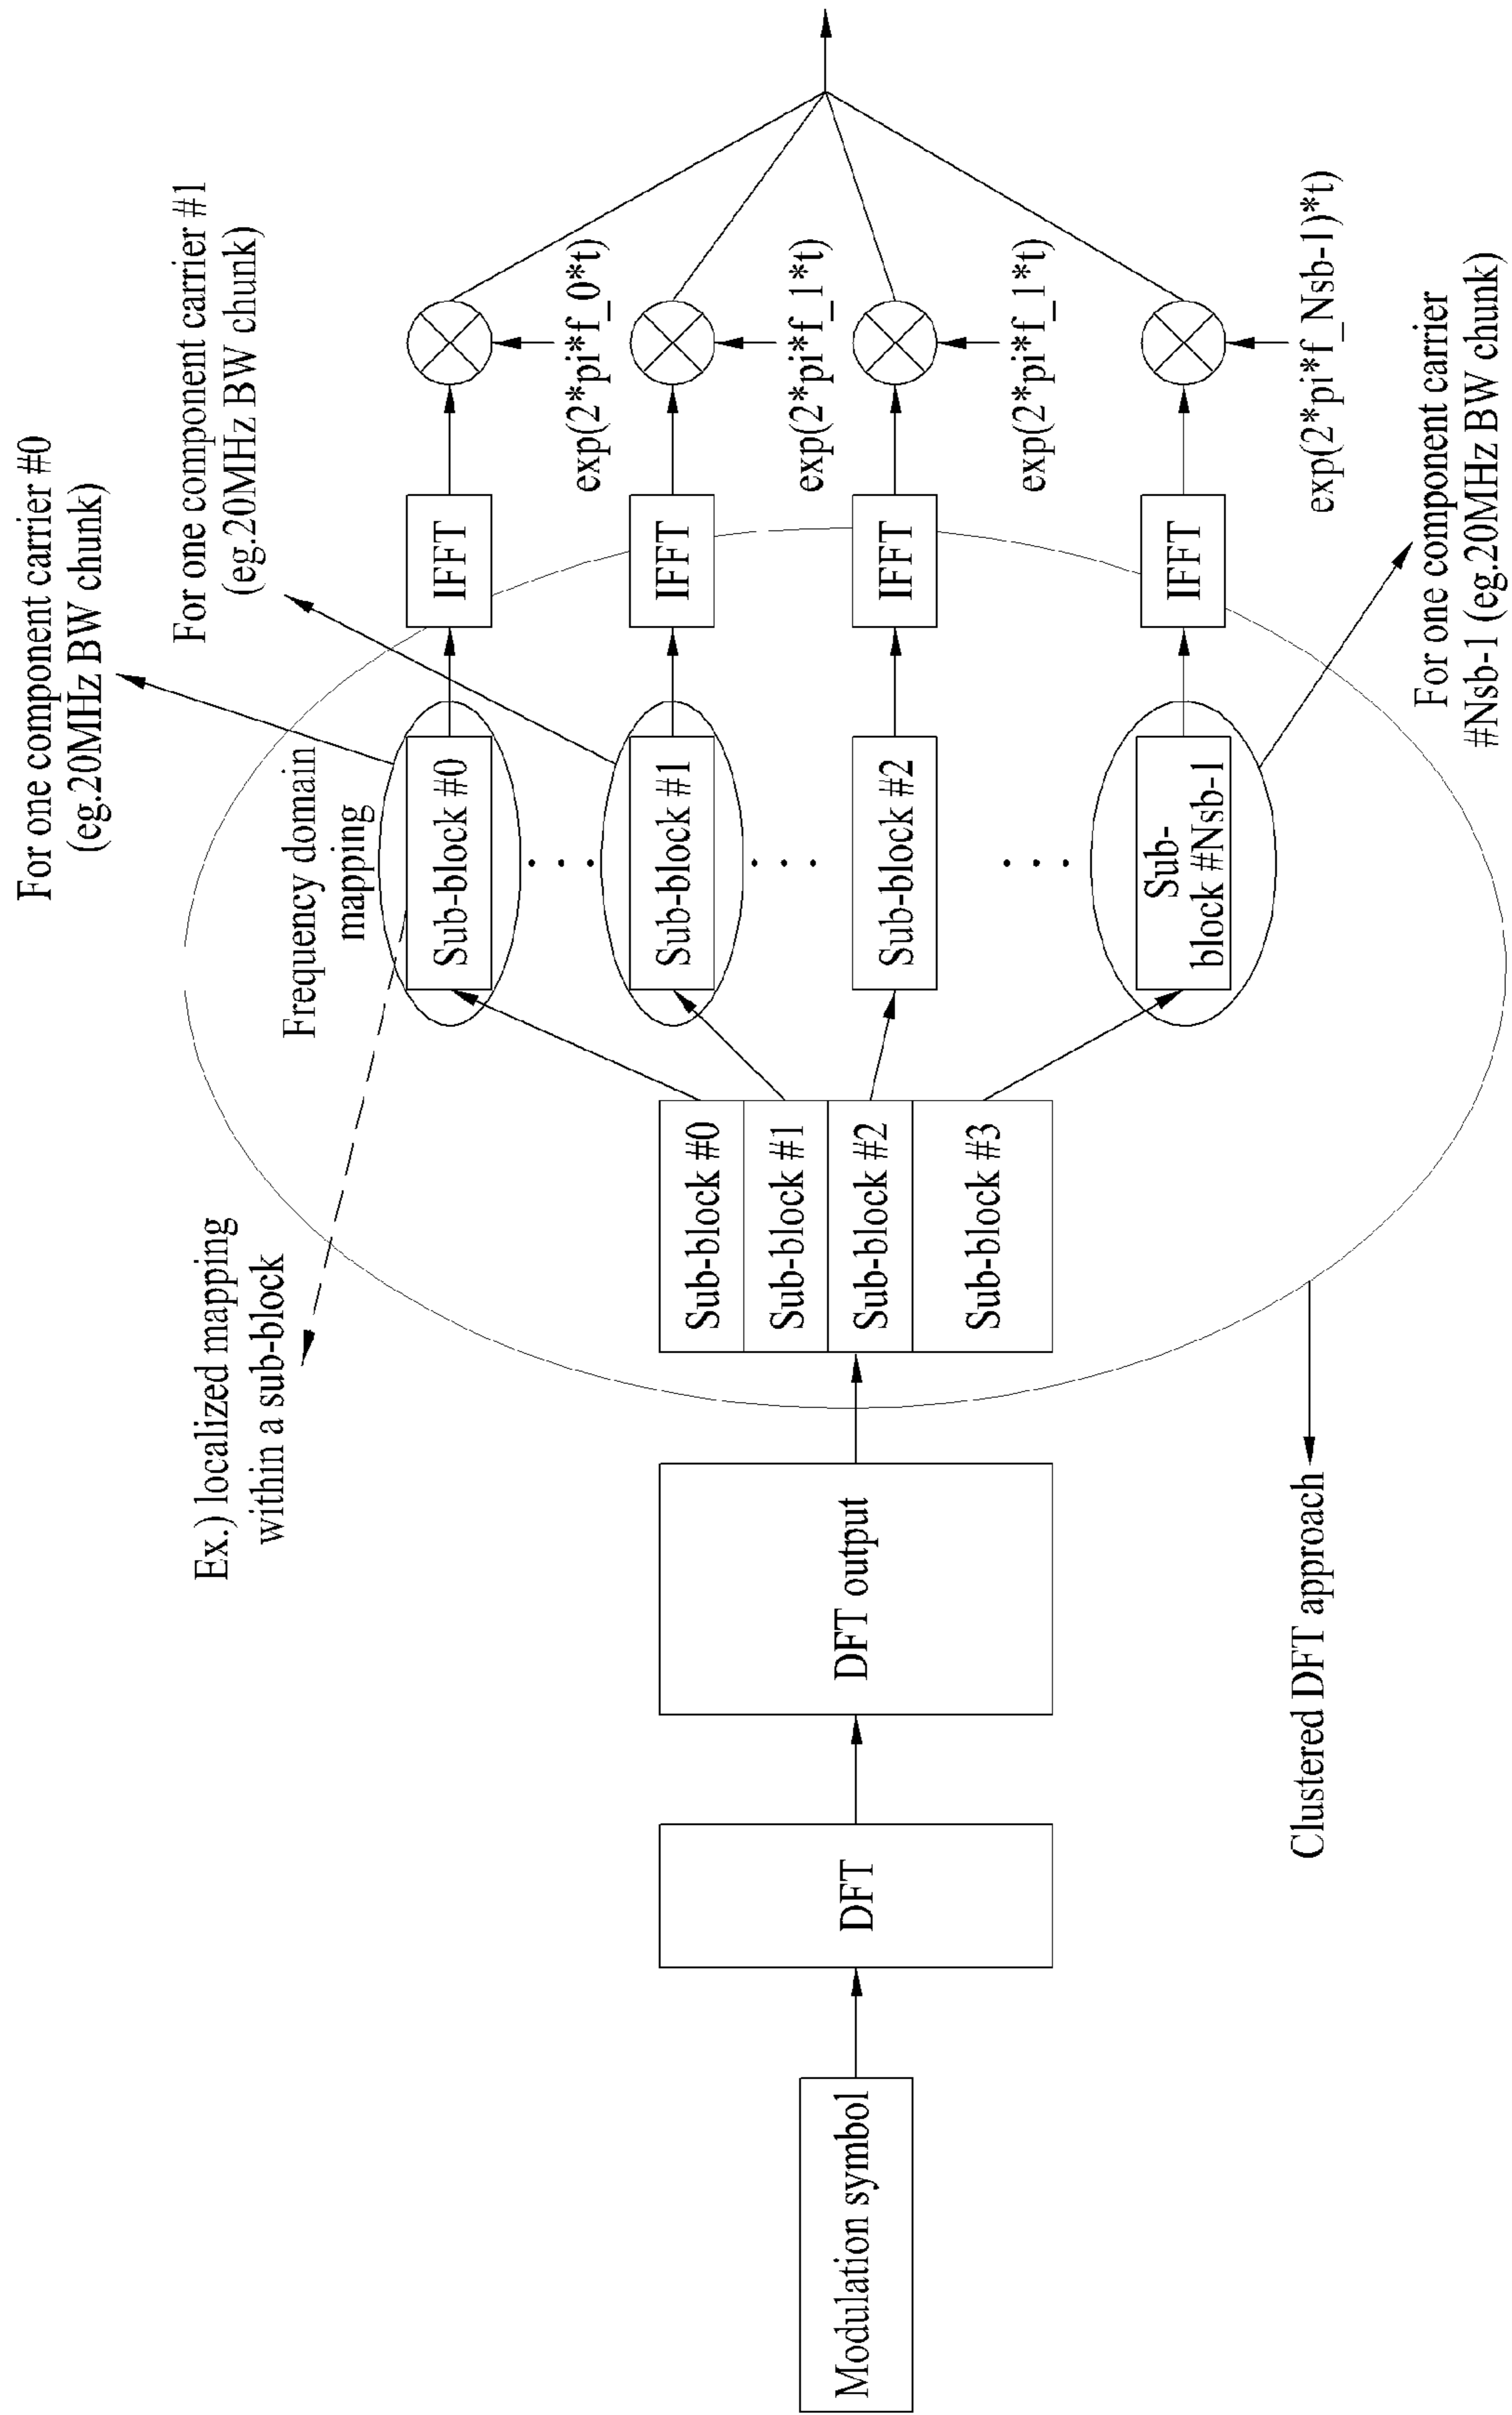 Modulation symbol
DFT
DFT output
Sub-block #0
Sub-block #1
Sub-block #2
Sub-block #3
Ex.) localized mapping
within a sub-block
Frequency domain
mapping
Sub-block #0
Sub-block #1
Sub-block #2
Sub-
block #Nsb-1
For one component carrier #0
(eg.20MHz BW chunk)
For one component carrier #1
(eg.20MHz BW chunk)
IFFT
IFFT
IFFT
IFFT
exp(2*pi*f_0*t)
exp(2*pi*f_1*t)
exp(2*pi*f_1*t)
exp(2*pi*f_Nsb-1)*t)
For one component carrier
#Nsb-1 (eg.20MHz BW chunk)
Clustered DFT approach